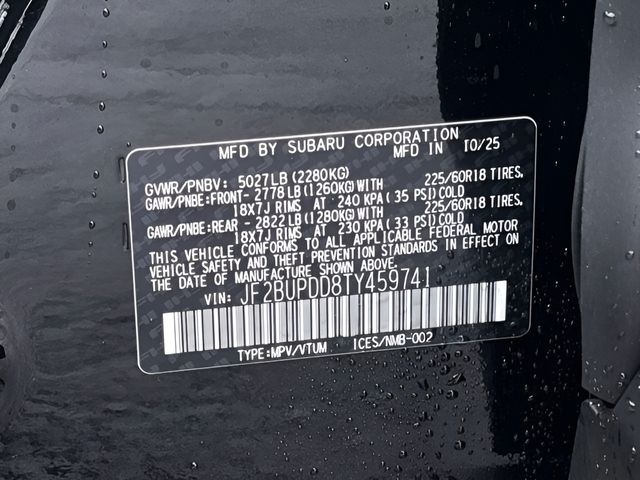 MFD BY SUBARU CORPORATION
MFD IN 10/25
GVWR/PNBV: 5027LB(2280KG)
GAWR/PNBE:FRONT- 2778 LB(1260KG)WITH 225/60R18 TIRES,
18X7J RIMS AT 240 KPA( 35 PSI)COLD
GAWR/PNBE:REAR - 2822 LB(1280KG)WITH 225/60R18 TIRES,
18X7J RIMS AT 230 KPA( 33 PSI)COLD
THIS VEHICLE CONFORMS TO ALL APPLICABLE FEDERAL MOTOR
VEHICLE SAFETY AND THEFT PREVENTION STANDARDS IN EFFECT ON
THE DATE OF MANUFACTURE SHOWN ABOVE.
VIN: JF2BUPDD8TY459741
TYPE:MPV/VTUM ICES/NMB-002